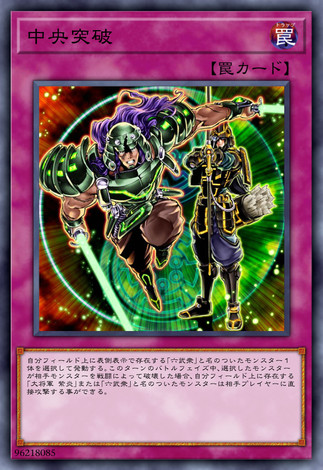 中央突破
トラップ
罠
【罠カード】
自分フィールド上に表側表示で存在する「六武衆」と名のついたモンスター1
体を選択して発動する。このターンのバトルフェイズ中、選択したモンス
ターが相手モンスターを戦闘によって破壊した場合、自分フィールド上に存在する
「大将軍 紫炎」または「六武衆」と名のついたモンスターは相手プレイヤーに直
接攻撃する事ができる。
96218085